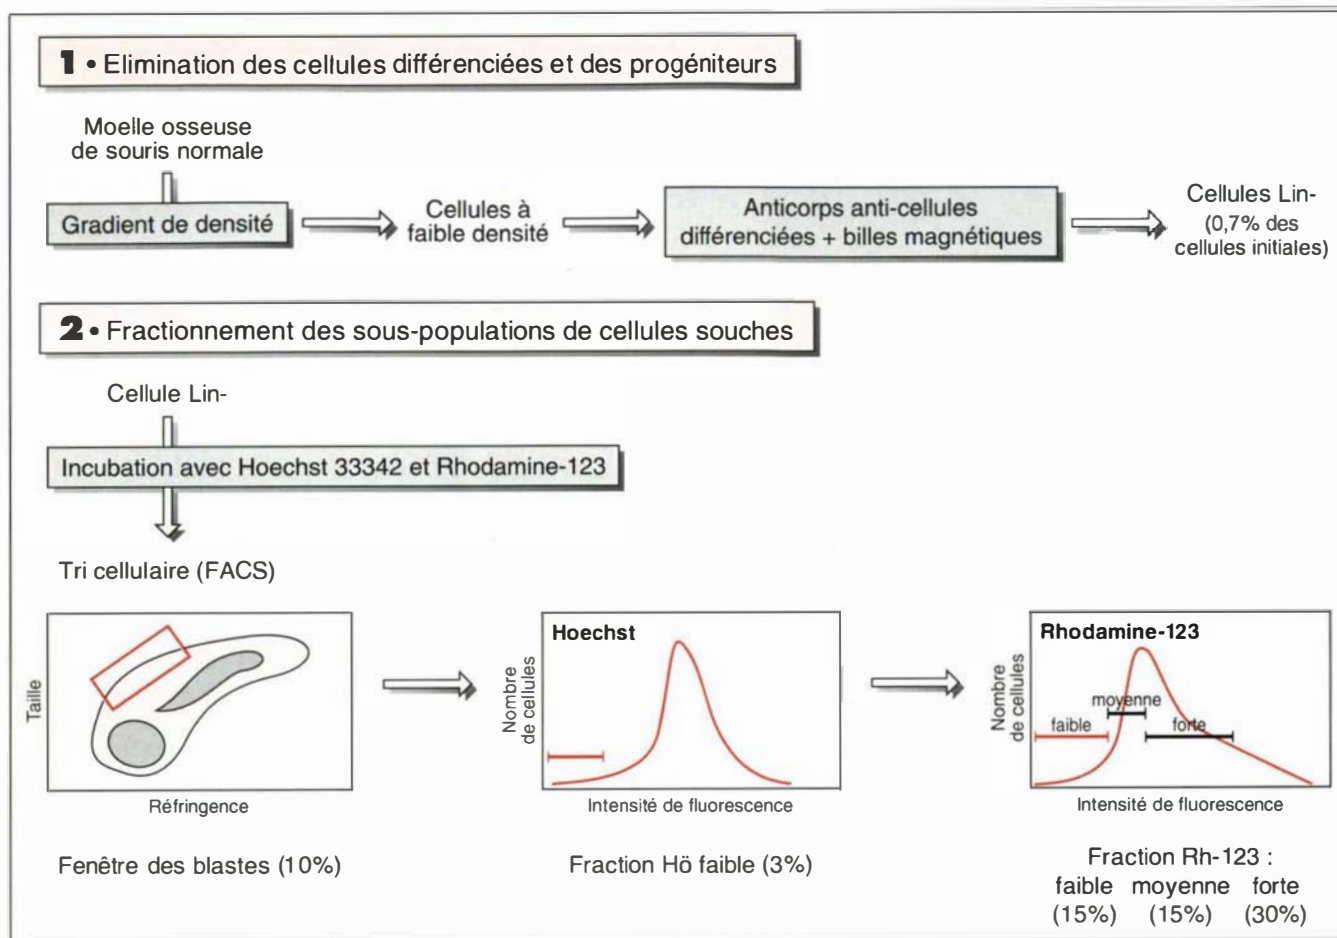 1 • Elimination des cellules différenciées et des progéniteurs
Moelle osseuse
de souris normale
Gradient de densité
Cellules à
faible densité
Anticorps anti-cellules
différenciées + billes magnétiques
Cellules Lin-
(0,7% des
cellules initiales)
2 • Fractionnement des sous-populations de cellules souches
Cellule Lin-
Incubation avec Hoechst 33342 et Rhodamine-123
Tri cellulaire (FACS)
Taille
Réfringence
Fenêtre des blastes (10%)
Hoechst
Nombre
de cellules
Intensité de fluorescence
Fraction Hö faible (3%)
Rhodamine-123
Nombre
de cellules
moyenne
faible
forte
Intensité de fluorescence
Fraction Rh-123 :
faible moyenne forte
(15%) (15%) (30%)